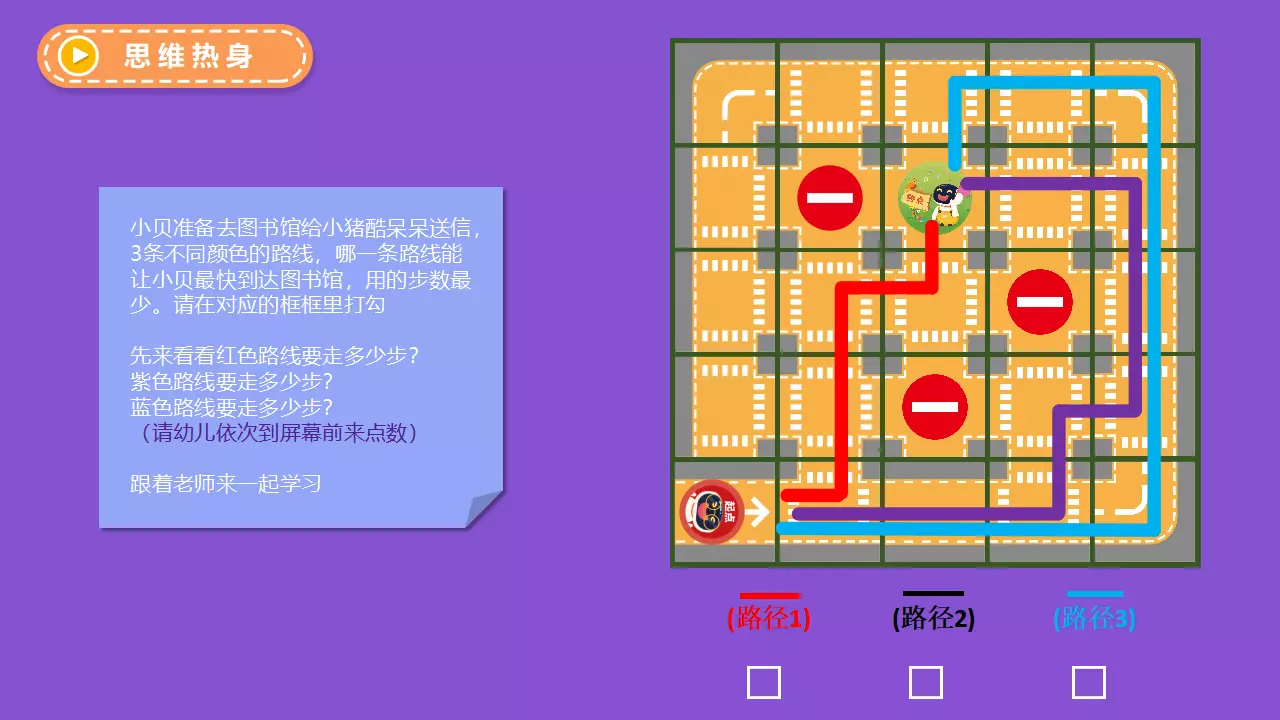 思维热身
小贝准备去图书馆给小猪酷呆呆送信，
3条不同颜色的路线，哪一条路线能
让小贝最快到达图书馆，用的步数最
少。请在对应的框框里打勾
先来看看红色路线要走多少步？
紫色路线要走多少步？
蓝色路线要走多少步？
（请幼儿依次到屏幕前来点数）
跟着老师来一起学习
终点
起点
(路径1)
(路径2)
(路径3)